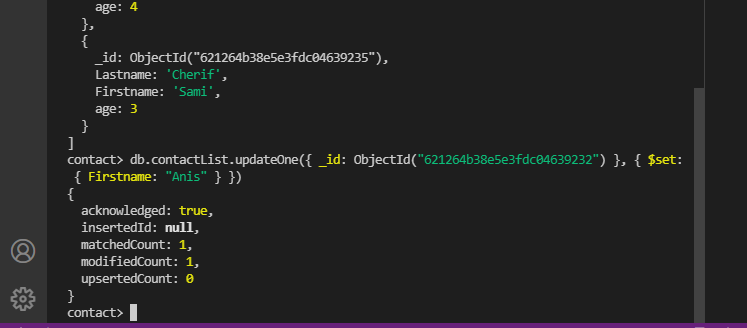 age: 4
},
{
_id: ObjectId("621264b38e5e3fdc04639235"),
Lastname: 'Cherif',
Firstname: 'Sami',
age: 3
}
]
contact> db.contactList.updateOne({ _id: ObjectId("621264b38e5e3fdc04639232") }, { $set:
{ Firstname: "Anis" } })
{
acknowledged: true,
insertedId: null,
matchedCount: 1,
modifiedCount: 1,
upsertedCount: 0
}
contact>